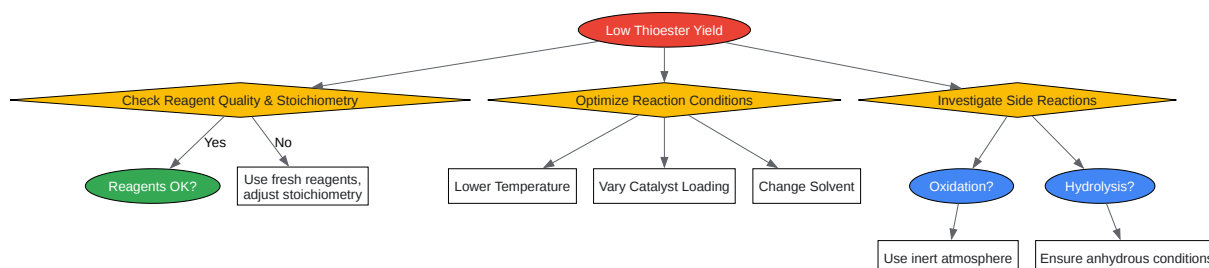 Low Thioester Yield
Check Reagent Quality & Stoichiometry
Optimize Reaction Conditions
Investigate Side Reactions
Yes
No
Reagents OK?
Use fresh reagents,
adjust stoichiometry
Lower Temperature
Vary Catalyst Loading
Change Solvent
Oxidation?
Hydrolysis?
Use inert atmosphere
Ensure anhydrous conditions